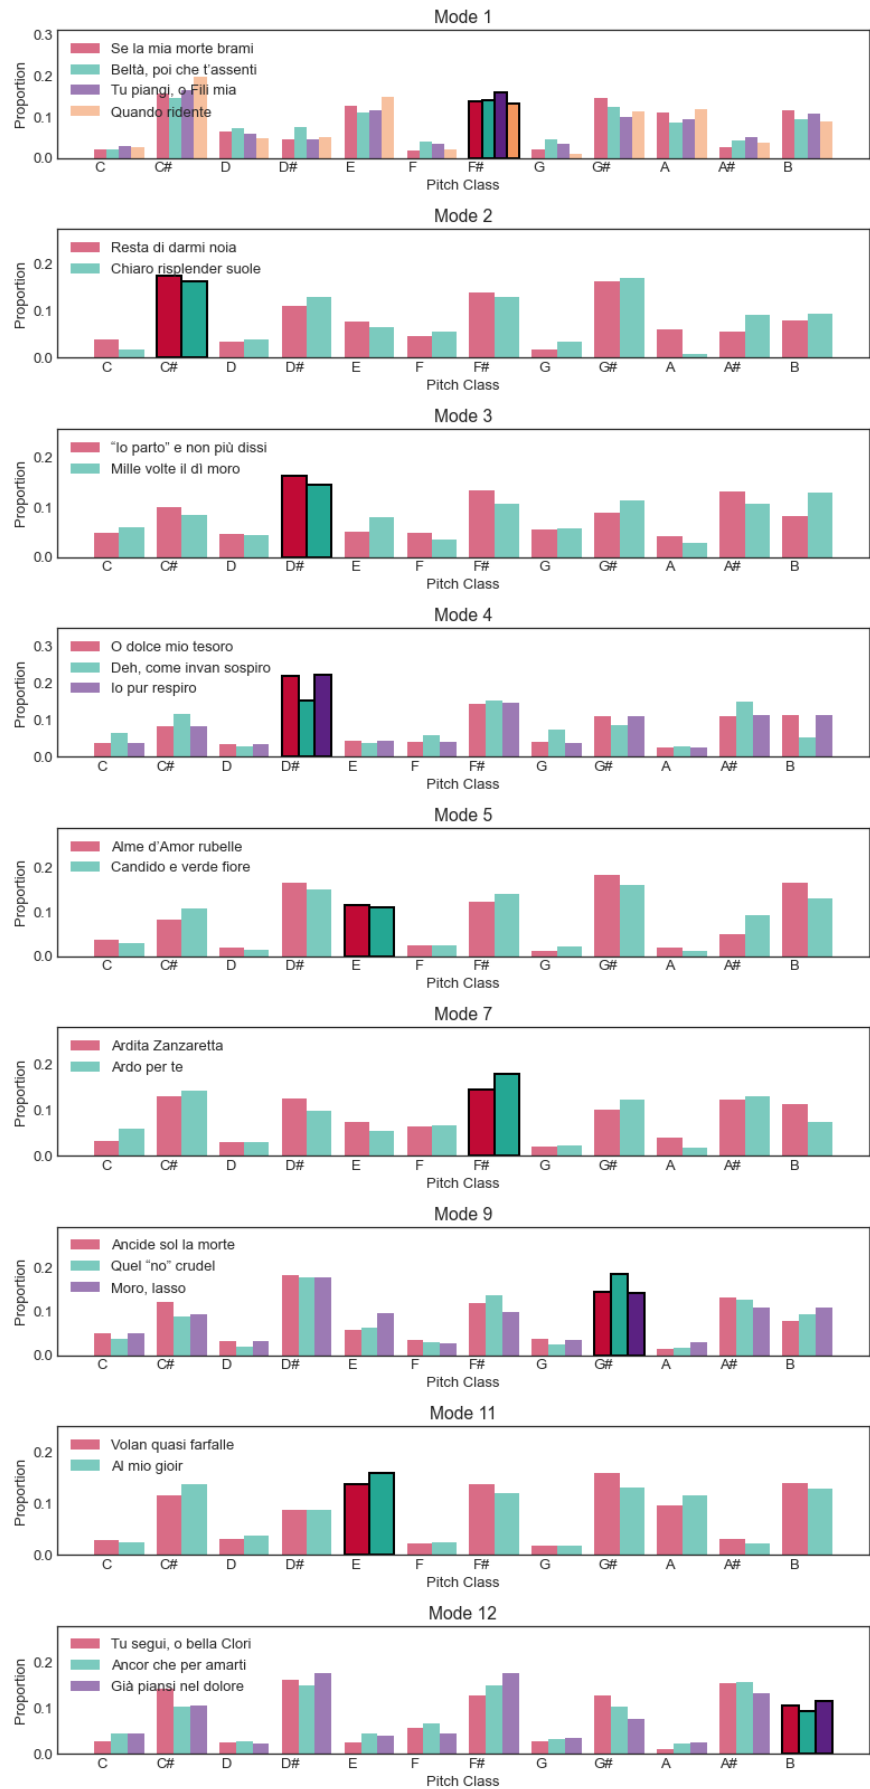 Mode 1
Proportion
0.3
0.2
0.1
0.0
Se la mia morte brami
Beltà, poi che t’assenti
Tu piangi, o Fili mia
Quando ridente
C C# D D# E F F# G G# A A# B
Pitch Class
Mode 2
Proportion
0.2
0.1
0.0
Resta di darmi noia
Chiaro risplender suole
C C# D D# E F F# G G# A A# B
Pitch Class
Mode 3
Proportion
0.2
0.1
0.0
“Io parto” e non più dissi
Mille volte il dì moro
C C# D D# E F F# G G# A A# B
Pitch Class
Mode 4
Proportion
0.3
0.2
0.1
0.0
O dolce mio tesoro
Deh, come invan sospiro
Io pur respiro
C C# D D# E F F# G G# A A# B
Pitch Class
Mode 5
Proportion
0.2
0.1
0.0
Alme d’Amor rubelle
Candido e verde fiore
C C# D D# E F F# G G# A A# B
Pitch Class
Mode 7
Proportion
0.2
0.1
0.0
Ardita Zanzaretta
Ardo per te
C C# D D# E F F# G G# A A# B
Pitch Class
Mode 9
Proportion
0.2
0.1
0.0
Ancide sol la morte
Quel “no” crudel
Moro, lasso
C C# D D# E F F# G G# A A# B
Pitch Class
Mode 11
Proportion
0.2
0.1
0.0
Volan quasi farfalle
Al mio gioir
C C# D D# E F F# G G# A A# B
Pitch Class
Mode 12
Proportion
0.2
0.1
0.0
Tu segui, o bella Clori
Ancor che per amarti
Già piansi nel dolore
C C# D D# E F F# G G# A A# B
Pitch Class